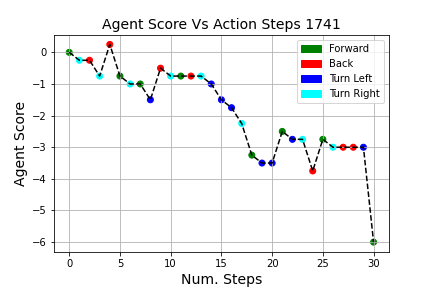 Agent Score Vs Action Steps 1741
Forward
Back
Turn Left
Turn Right
Agent Score
0
−1
−2
−3
−4
−5
−6
0 5 10 15 20 25 30
Num. Steps